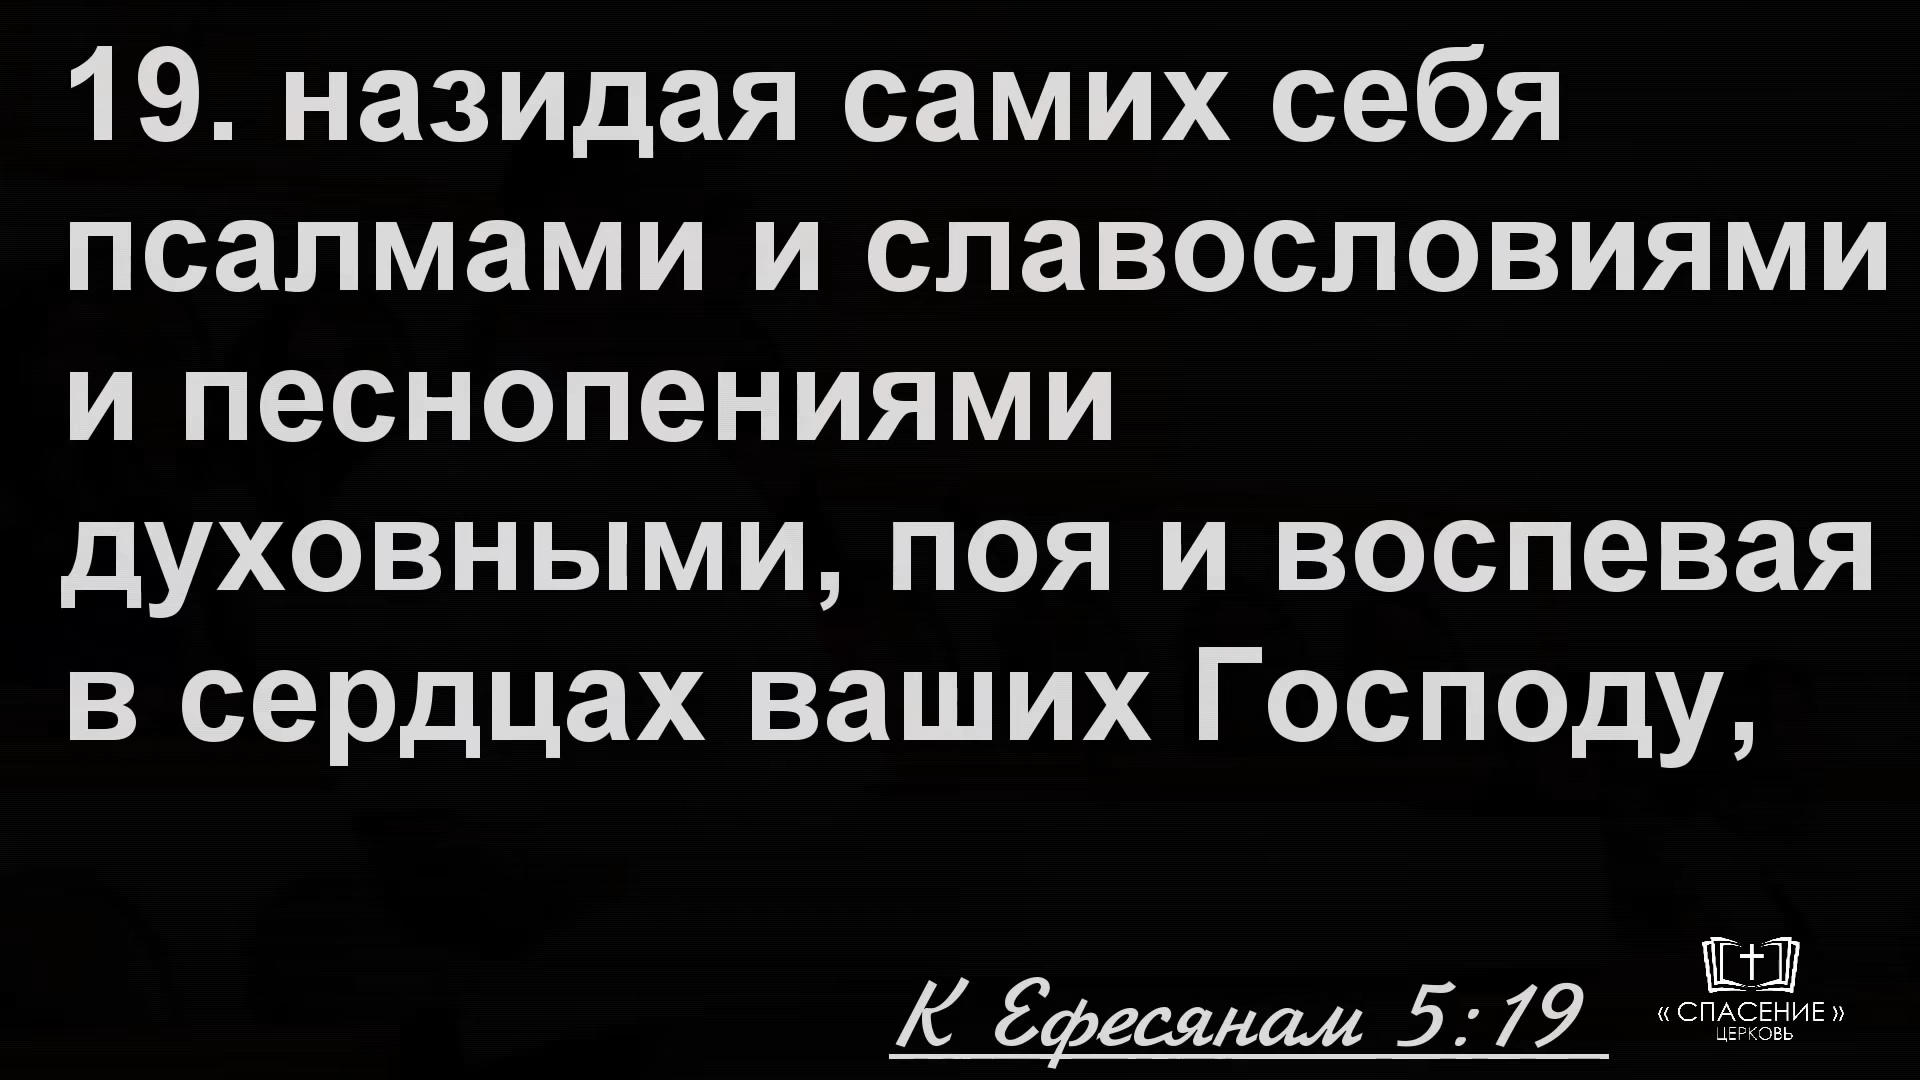 19. назидая самих себя
псалмами и славословиями
и песнопениями
духовными, поя и воспевая
в сердцах ваших Господу,
К Ефесянам 5:19
« СПАСЕНИЕ »
ЦЕРКОВЬ